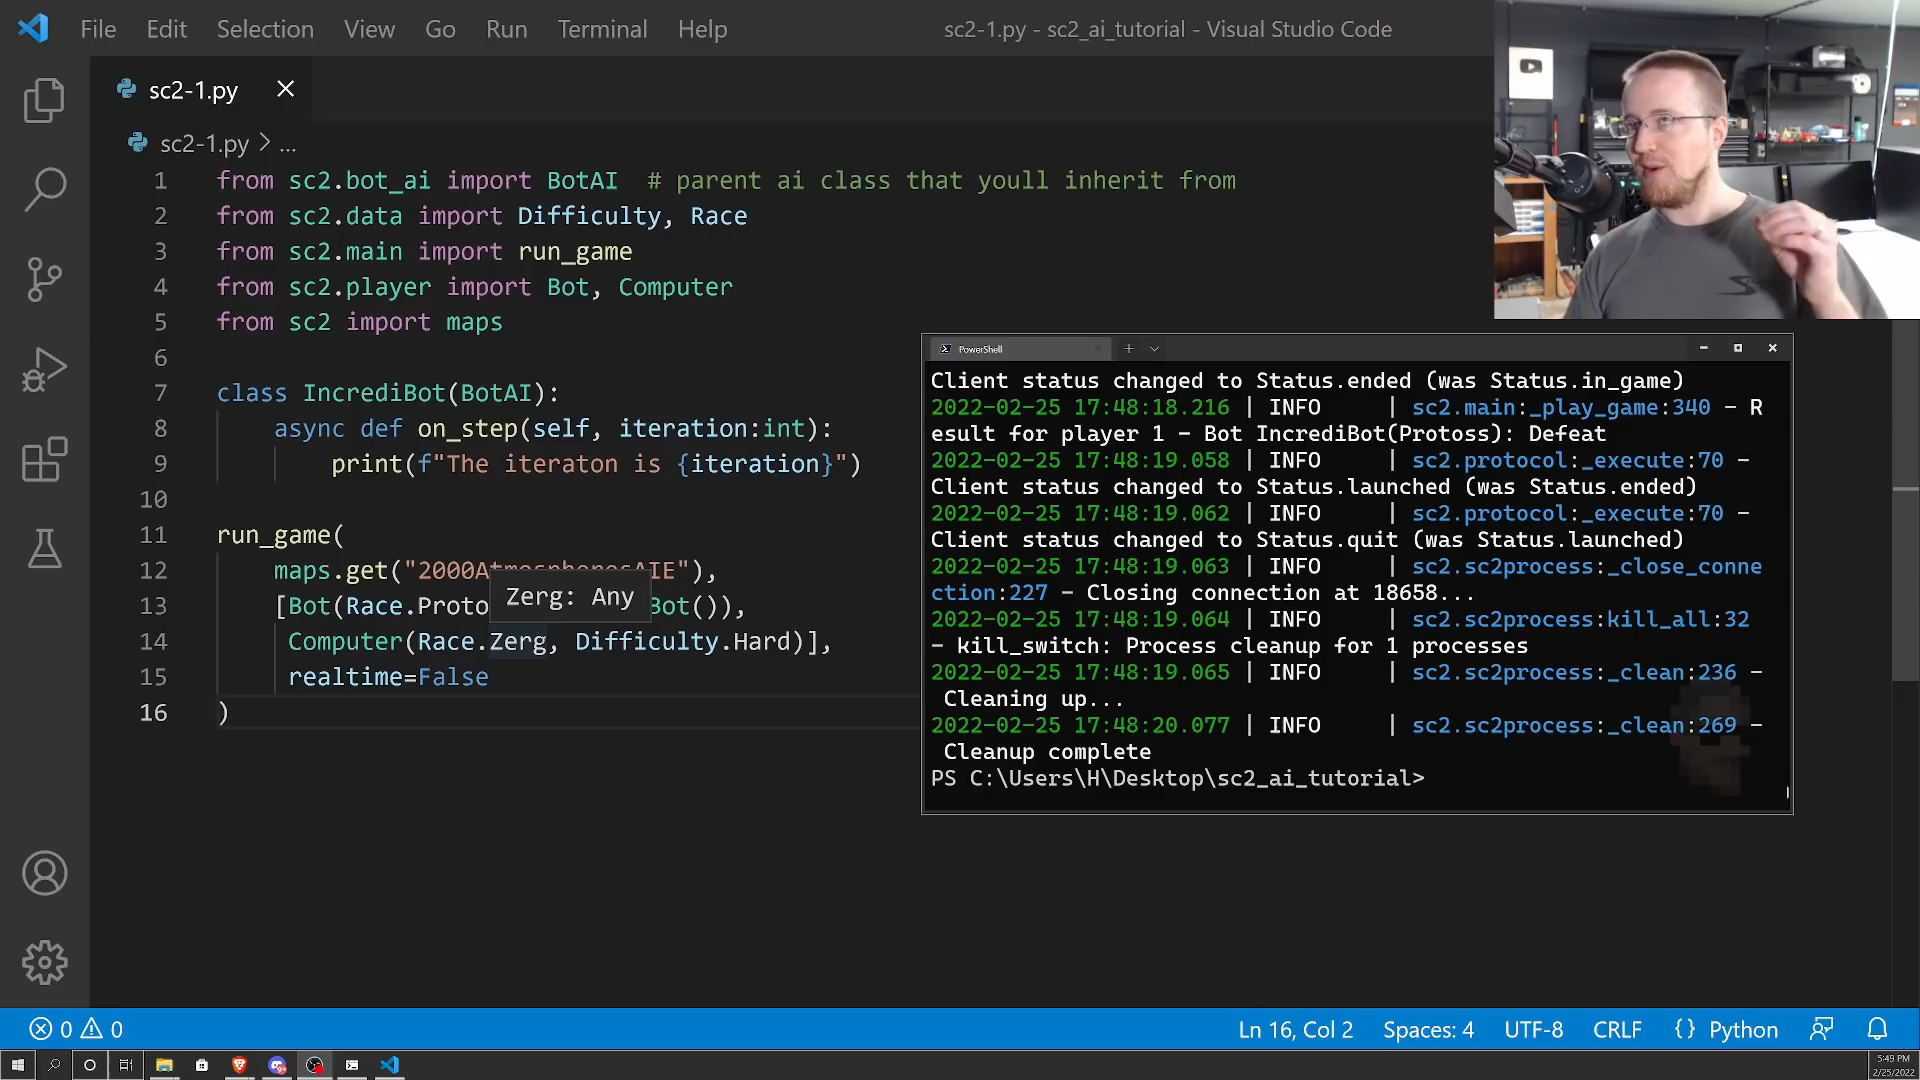 File Edit Selection View Go Run Terminal Help
sc2-1.py - sc2_ai_tutorial - Visual Studio Code
sc2-1.py
sc2-1.py > ...
1 from sc2.bot_ai import BotAI # parent ai class that youll inherit from
2 from sc2.data import Difficulty, Race
3 from sc2.main import run_game
4 from sc2.player import Bot, Computer
5 from sc2 import maps
6
7 class IncrediBot(BotAI):
8 async def on_step(self, iteration:int):
9 print(f"The iteraton is {iteration}")
10
11 run_game(
12 maps.get("2000AtmospheresAIE"),
Zerg: Any
13 [Bot(Race.Proto Bot()),
14 Computer(Race.Zerg, Difficulty.Hard)],
15 realtime=False
16 )
PowerShell
Client status changed to Status.ended (was Status.in_game)
2022-02-25 17:48:18.216 | INFO | sc2.main:_play_game:340 - R
esult for player 1 - Bot IncrediBot(Protoss): Defeat
2022-02-25 17:48:19.058 | INFO | sc2.protocol:_execute:70 -
Client status changed to Status.launched (was Status.ended)
2022-02-25 17:48:19.062 | INFO | sc2.protocol:_execute:70 -
Client status changed to Status.quit (was Status.launched)
2022-02-25 17:48:19.063 | INFO | sc2.sc2process:_close_conne
ction:227 - Closing connection at 18658...
2022-02-25 17:48:19.064 | INFO | sc2.sc2process:kill_all:32
- kill_switch: Process cleanup for 1 processes
2022-02-25 17:48:19.065 | INFO | sc2.sc2process:_clean:236 -
Cleaning up...
2022-02-25 17:48:20.077 | INFO | sc2.sc2process:_clean:269 -
Cleanup complete
PS C:\Users\H\Desktop\sc2_ai_tutorial>
0 0
Ln 16, Col 2 Spaces: 4 UTF-8 CRLF {} Python
5:49 PM
2/25/2022